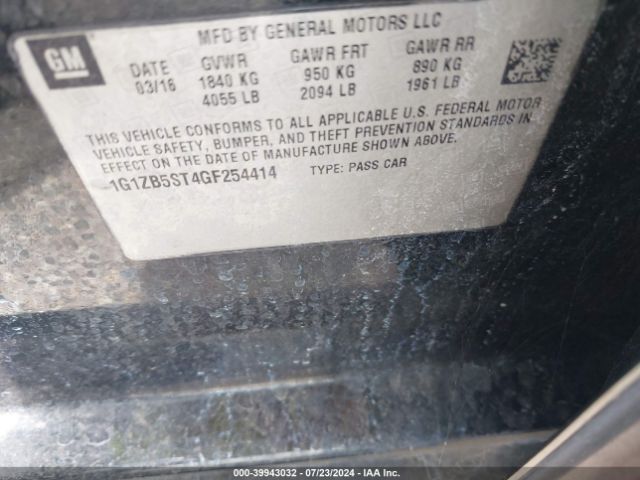 GM
MFD BY GENERAL MOTORS LLC
DATE GVWR GAWR FRT GAWR RR
03/16 1840 KG 950 KG 890 KG
4055 LB 2094 LB 1961 LB
THIS VEHICLE CONFORMS TO ALL APPLICABLE U.S. FEDERAL MOTOR
VEHICLE SAFETY, BUMPER, AND THEFT PREVENTION STANDARDS IN
EFFECT ON THE DATE OF MANUFACTURE SHOWN ABOVE.
1G1ZB5ST4GF254414 TYPE: PASS CAR
000-39943032 - 07/23/2024 - IAA Inc.